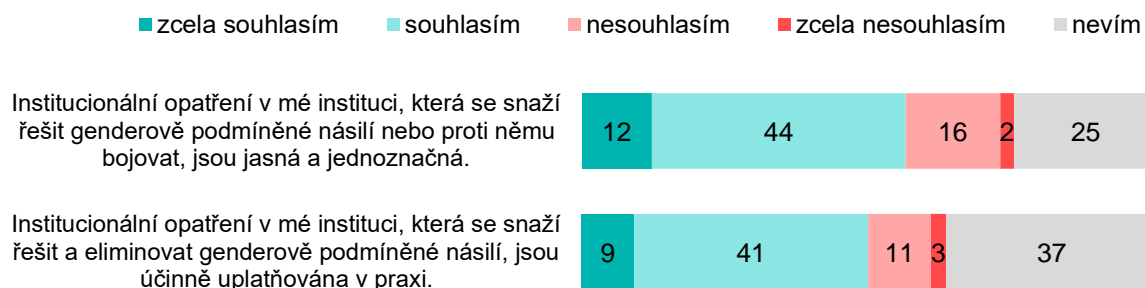 zcela souhlasím souhlasím nesouhlasím zcela nesouhlasím nevím
Institucionální opatření v mé instituci, která se snaží
řešit genderově podmíněné násilí nebo proti němu
bojovat, jsou jasná a jednoznačná.
12 44 16 2 25
Institucionální opatření v mé instituci, která se snaží
řešit a eliminovat genderově podmíněné násilí, jsou
účinně uplatňována v praxi.
9 41 11 3 37